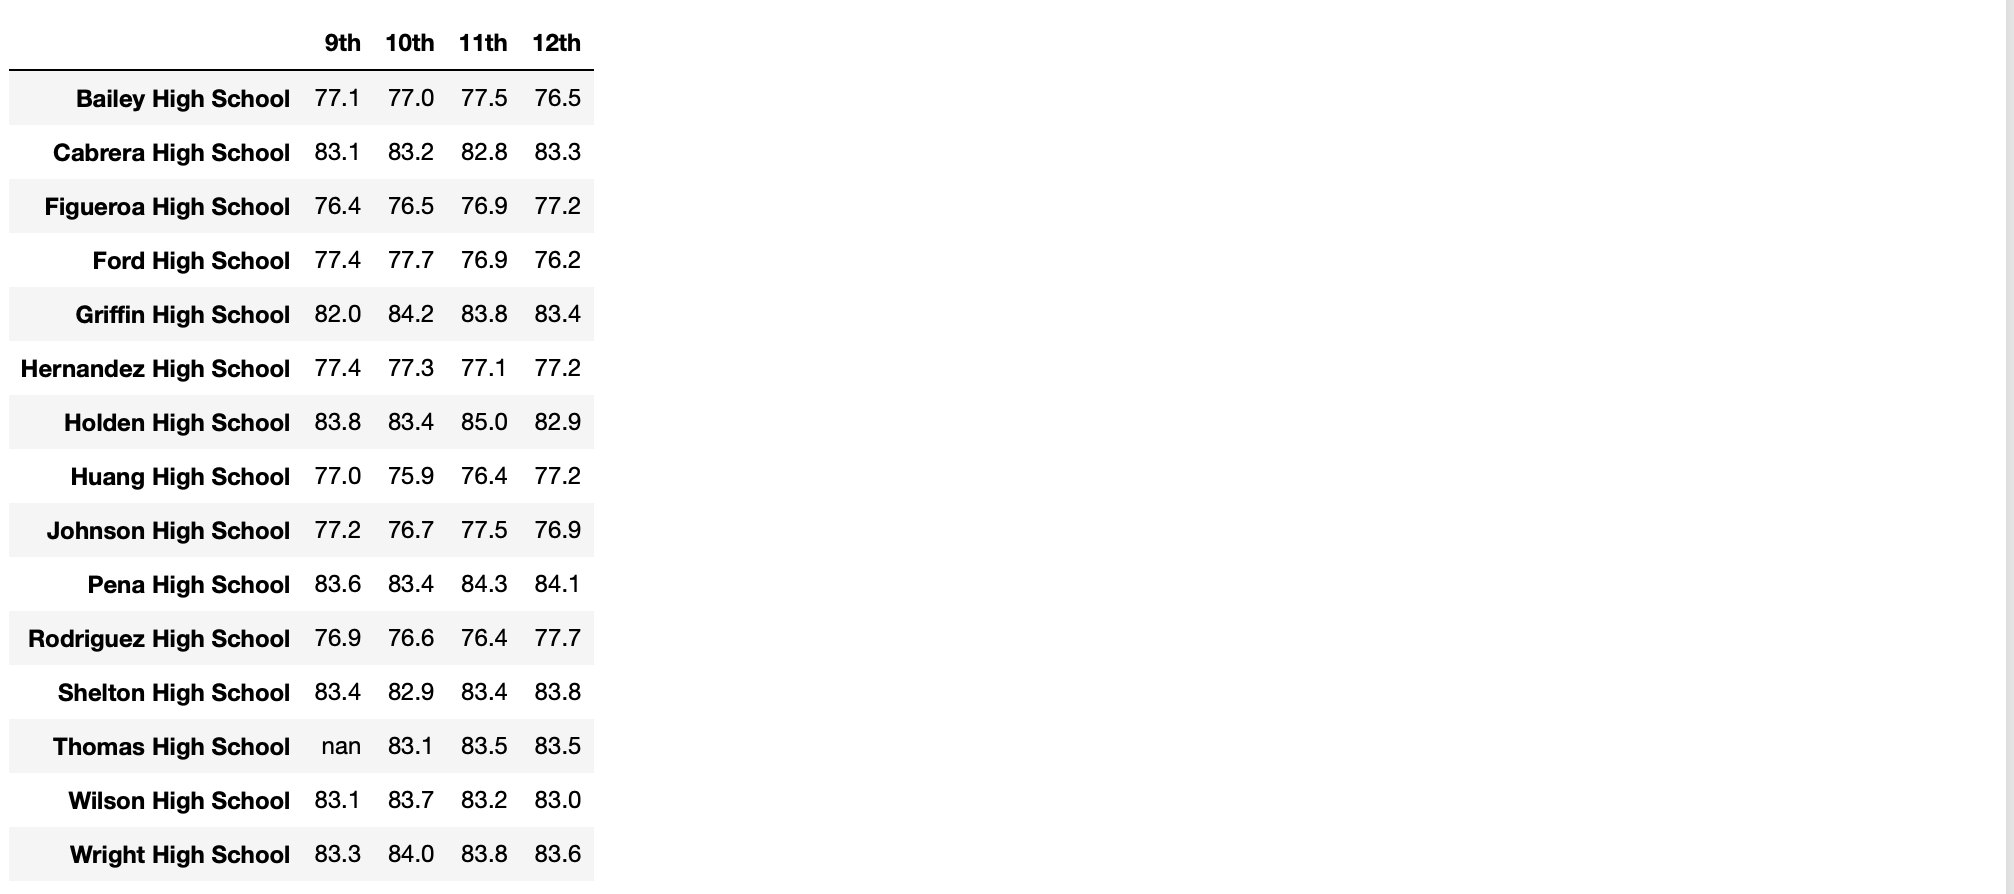 9th 10th 11th 12th
Bailey High School 77.1 77.0 77.5 76.5
Cabrera High School 83.1 83.2 82.8 83.3
Figueroa High School 76.4 76.5 76.9 77.2
Ford High School 77.4 77.7 76.9 76.2
Griffin High School 82.0 84.2 83.8 83.4
Hernandez High School 77.4 77.3 77.1 77.2
Holden High School 83.8 83.4 85.0 82.9
Huang High School 77.0 75.9 76.4 77.2
Johnson High School 77.2 76.7 77.5 76.9
Pena High School 83.6 83.4 84.3 84.1
Rodriguez High School 76.9 76.6 76.4 77.7
Shelton High School 83.4 82.9 83.4 83.8
Thomas High School nan 83.1 83.5 83.5
Wilson High School 83.1 83.7 83.2 83.0
Wright High School 83.3 84.0 83.8 83.6